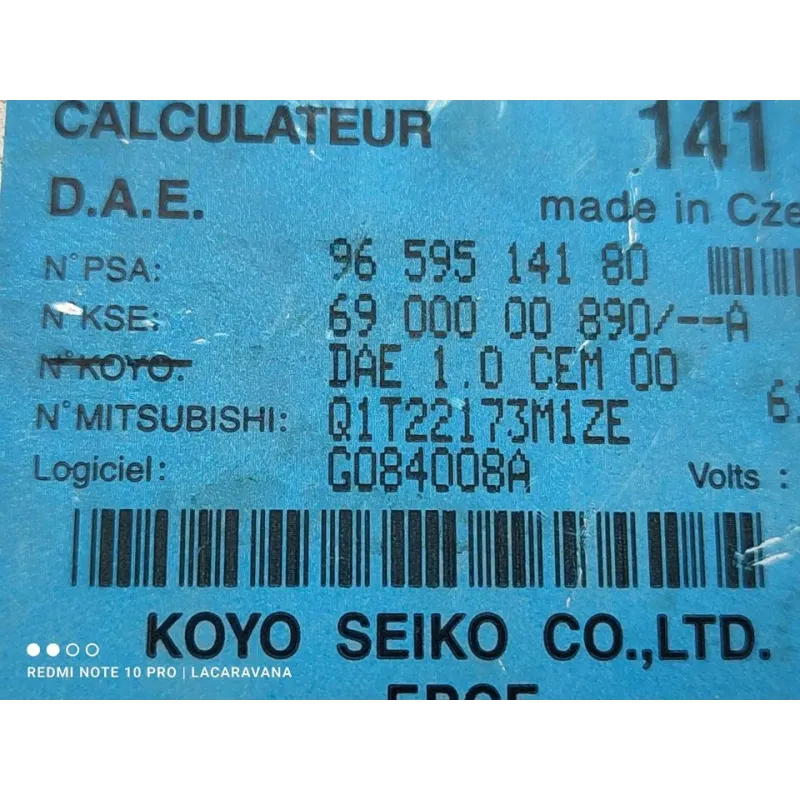 CALCULATEUR 141
D.A.E. made in Cze
N°PSA: 96 595 141 80
N°KSE: 69 000 00 890/--A
N°KOYO: DAE 1.0 CEM 00
N°MITSUBISHI: Q1T22173M1ZE
Logiciel: G084008A Volts :
KOYO SEIKO CO.,LTD.
REDMI NOTE 10 PRO | LACARAVANA